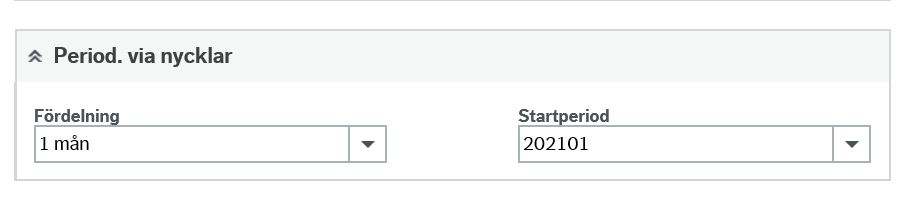 Period. via nycklar
Fördelning
1 mån
Startperiod
202101